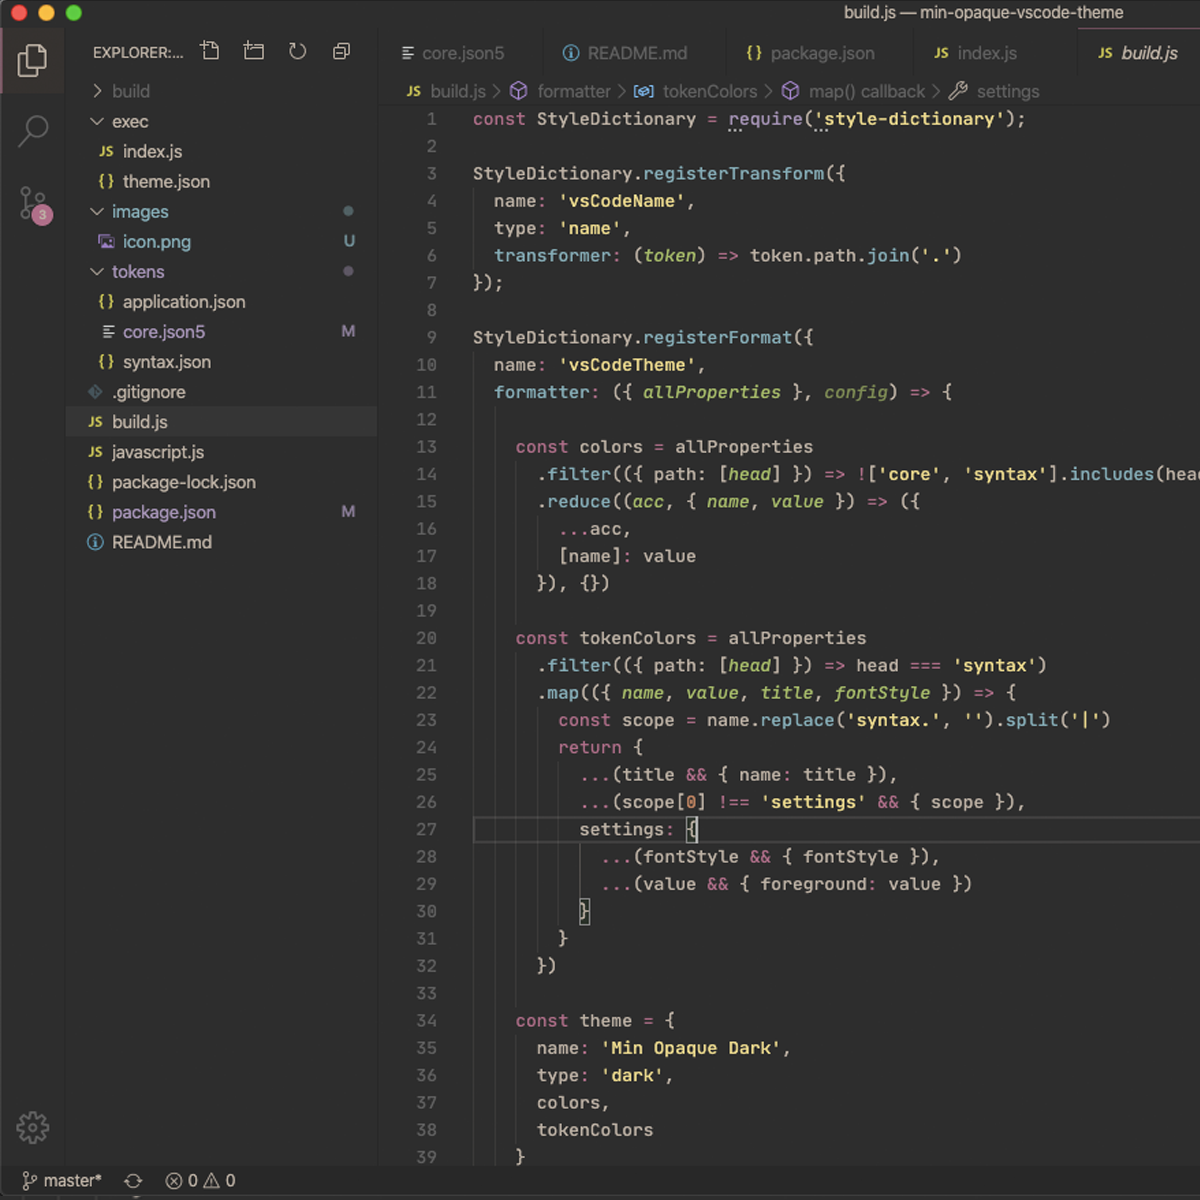 build.js — min-opaque-vscode-theme
EXPLORER:...
build
exec
JS index.js
{} theme.json
images
icon.png U
tokens
{} application.json
core.json5 M
{} syntax.json
.gitignore
JS build.js
JS javascript.js
{} package-lock.json
{} package.json M
README.md
3
core.json5 README.md {} package.json JS index.js JS build.js
JS build.js > formatter > tokenColors > map() callback > settings
1 const StyleDictionary = require('style-dictionary');
2
3 StyleDictionary.registerTransform({
4 name: 'vsCodeName',
5 type: 'name',
6 transformer: (token) => token.path.join('.')
7 });
8
9 StyleDictionary.registerFormat({
10 name: 'vsCodeTheme',
11 formatter: ({ allProperties }, config) => {
12
13 const colors = allProperties
14 .filter(({ path: [head] }) => !['core', 'syntax'].includes(head
15 .reduce((acc, { name, value }) => ({
16 ...acc,
17 [name]: value
18 }), {})
19
20 const tokenColors = allProperties
21 .filter(({ path: [head] }) => head === 'syntax')
22 .map(({ name, value, title, fontStyle }) => {
23 const scope = name.replace('syntax.', '').split('|')
24 return {
25 ...(title && { name: title }),
26 ...(scope[0] !== 'settings' && { scope }),
27 settings: {
28 ...(fontStyle && { fontStyle }),
29 ...(value && { foreground: value })
30 }
31 }
32 })
33
34 const theme = {
35 name: 'Min Opaque Dark',
36 type: 'dark',
37 colors,
38 tokenColors
39 }
master* 0 0